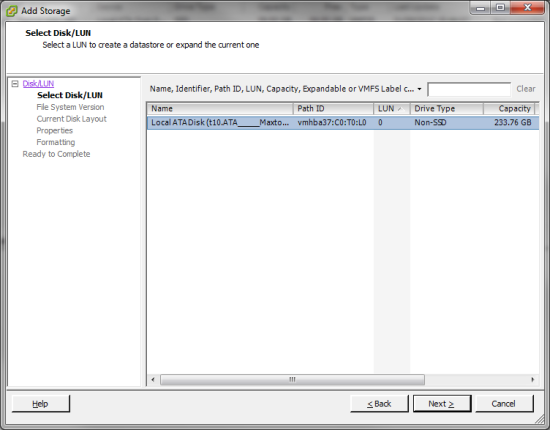 Add Storage
Select Disk/LUN
Select a LUN to create a datastore or expand the current one
Disk/LUN
Select Disk/LUN
File System Version
Current Disk Layout
Properties
Formatting
Ready to Complete
Name, Identifier, Path ID, LUN, Capacity, Expandable or VMFS Label c... Clear
Name Path ID LUN Drive Type Capacity
Local ATA Disk (t10.ATA_____Maxto... vmhba37:C0:T0:L0 0 Non-SSD 233.76 GB
Help < Back Next > Cancel